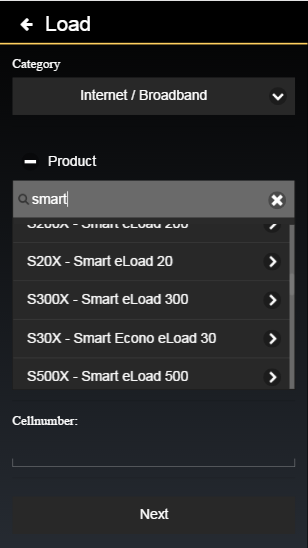 Load
Category
Internet / Broadband
Product
smart
S200X - Smart eLoad 200
S20X - Smart eLoad 20
S300X - Smart eLoad 300
S30X - Smart Econo eLoad 30
S500X - Smart eLoad 500
Cellnumber:
Next